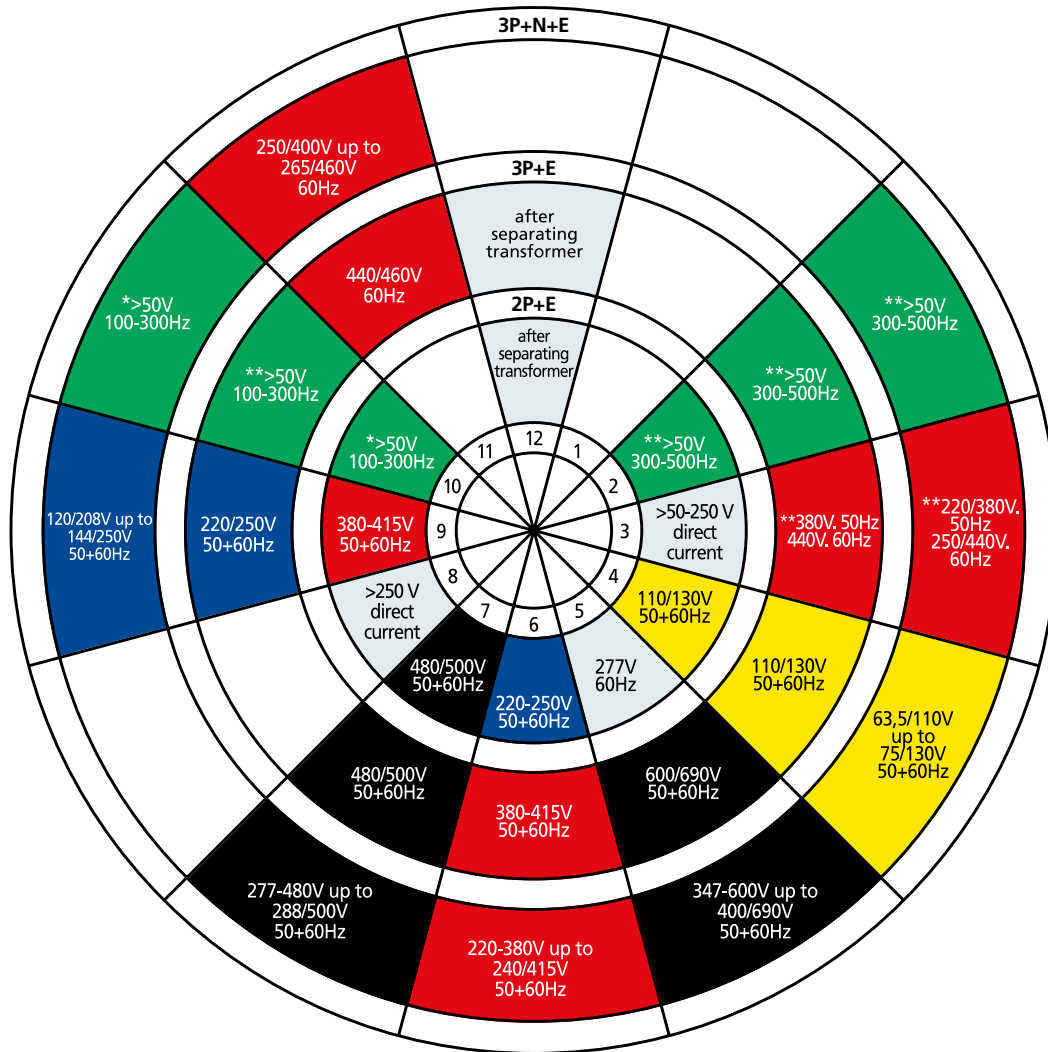 3P+N+E
250/400V up to
265/460V
60Hz
3P+E
after
separating
transformer
440/460V
60Hz
2P+E
after
separating
transformer
*>50V
100-300Hz
**>50V
300-500Hz
**>50V
100-300Hz
**>50V
300-500Hz
*>50V
100-300Hz
**>50V
300-500Hz
12
1
2
3
4
5
6
7
8
9
10
11
120/208V up to
144/250V
50+60Hz
220/250V
50+60Hz
380-415V
50+60Hz
>50-250 V
direct
current
**380V. 50Hz
440V. 60Hz
**220/380V.
50Hz
250/440V.
60Hz
>250 V
direct
current
110/130V
50+60Hz
480/500V
50+60Hz
220-250V
50+60Hz
277V
60Hz
110/130V
50+60Hz
63,5/110V
up to
75/130V
50+60Hz
480/500V
50+60Hz
380-415V
50+60Hz
600/690V
50+60Hz
277-480V up to
288/500V
50+60Hz
220-380V up to
240/415V
50+60Hz
347-600V up to
400/690V
50+60Hz